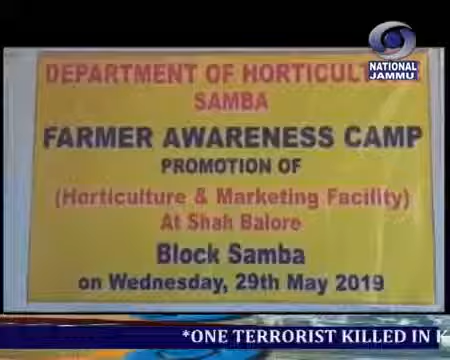 NATIONAL
JAMMU
DEPARTMENT OF HORTICULTUR
SAMBA
FARMER AWARENESS CAMP
PROMOTION OF
(Horticulture & Marketing Facility)
At Shah Balore
Block Samba
on Wednesday, 29th May 2019
*ONE TERRORIST KILLED IN K